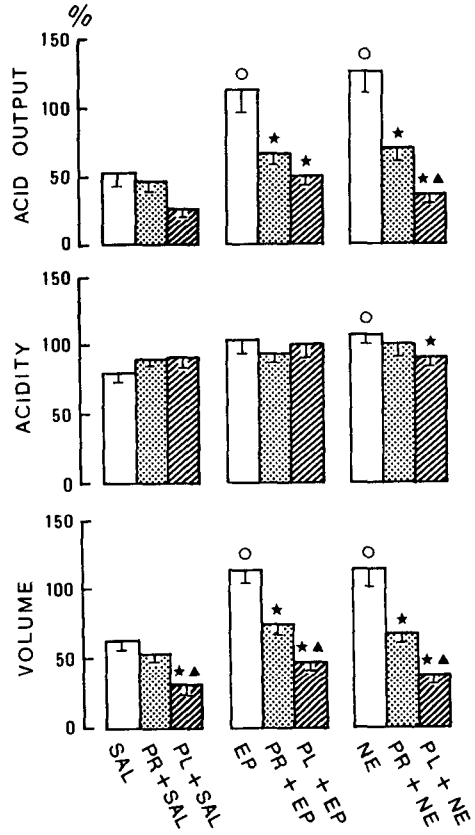 %
150
100
50
0
ACID OUTPUT
150
100
50
0
ACIDITY
150
100
50
0
VOLUME
SAL
PR + SAL
PL + SAL
EP
PR + EP
PL + EP
NE
PR + NE
PL + NE